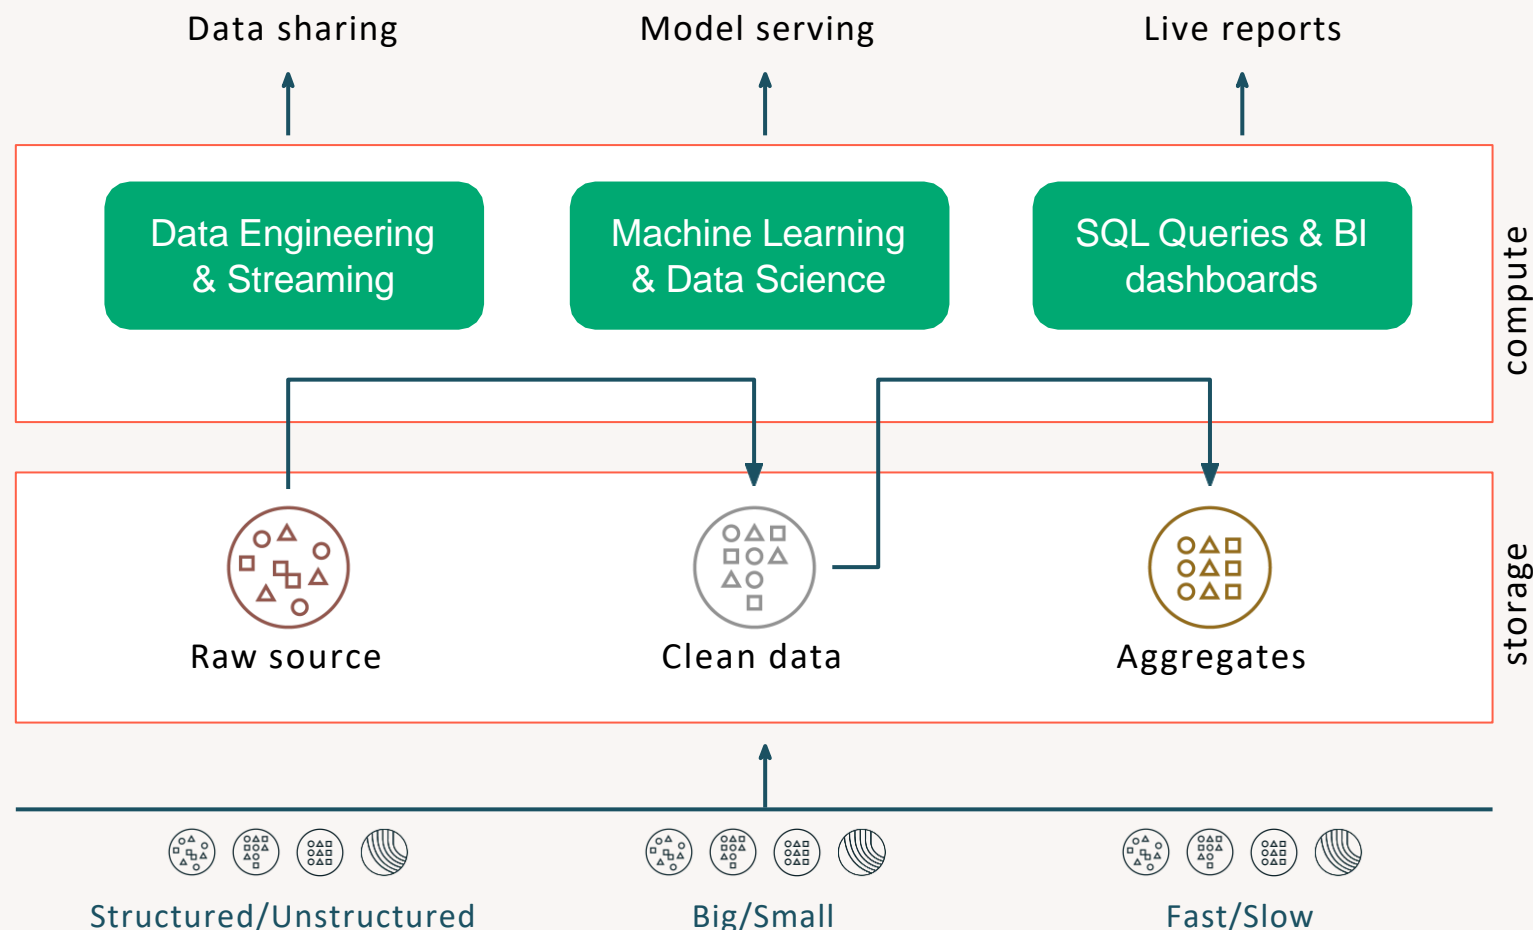 Data sharing
Model serving
Live reports
Data Engineering
& Streaming
Machine Learning
& Data Science
SQL Queries & BI
dashboards
compute
Raw source
Clean data
Aggregates
storage
Structured/Unstructured
Big/Small
Fast/Slow